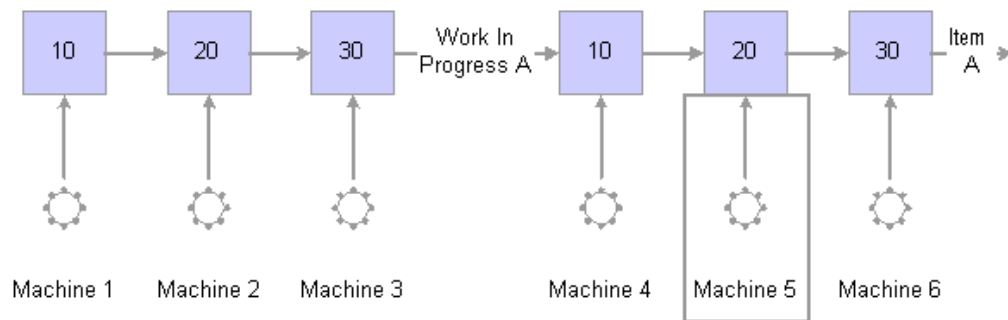 10
20
30
Work In
Progress A
10
20
30
Item
A
Machine 1
Machine 2
Machine 3
Machine 4
Machine 5
Machine 6